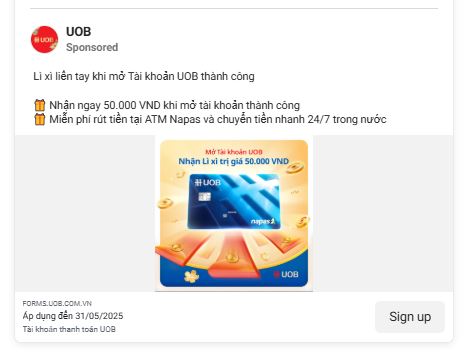 UOB
UOB
Sponsored
Lì xì liền tay khi mở Tài khoản UOB thành công
🎁 Nhận ngay 50.000 VND khi mở tài khoản thành công
🎁 Miễn phí rút tiền tại ATM Napas và chuyển tiền nhanh 24/7 trong nước
Mở Tài khoản UOB
Nhận Lì xì trị giá 50.000 VND
UOB
napas
UOB
FORMS.UOB.COM.VN
Áp dụng đến 31/05/2025
Tài khoản thanh toán UOB
Sign up